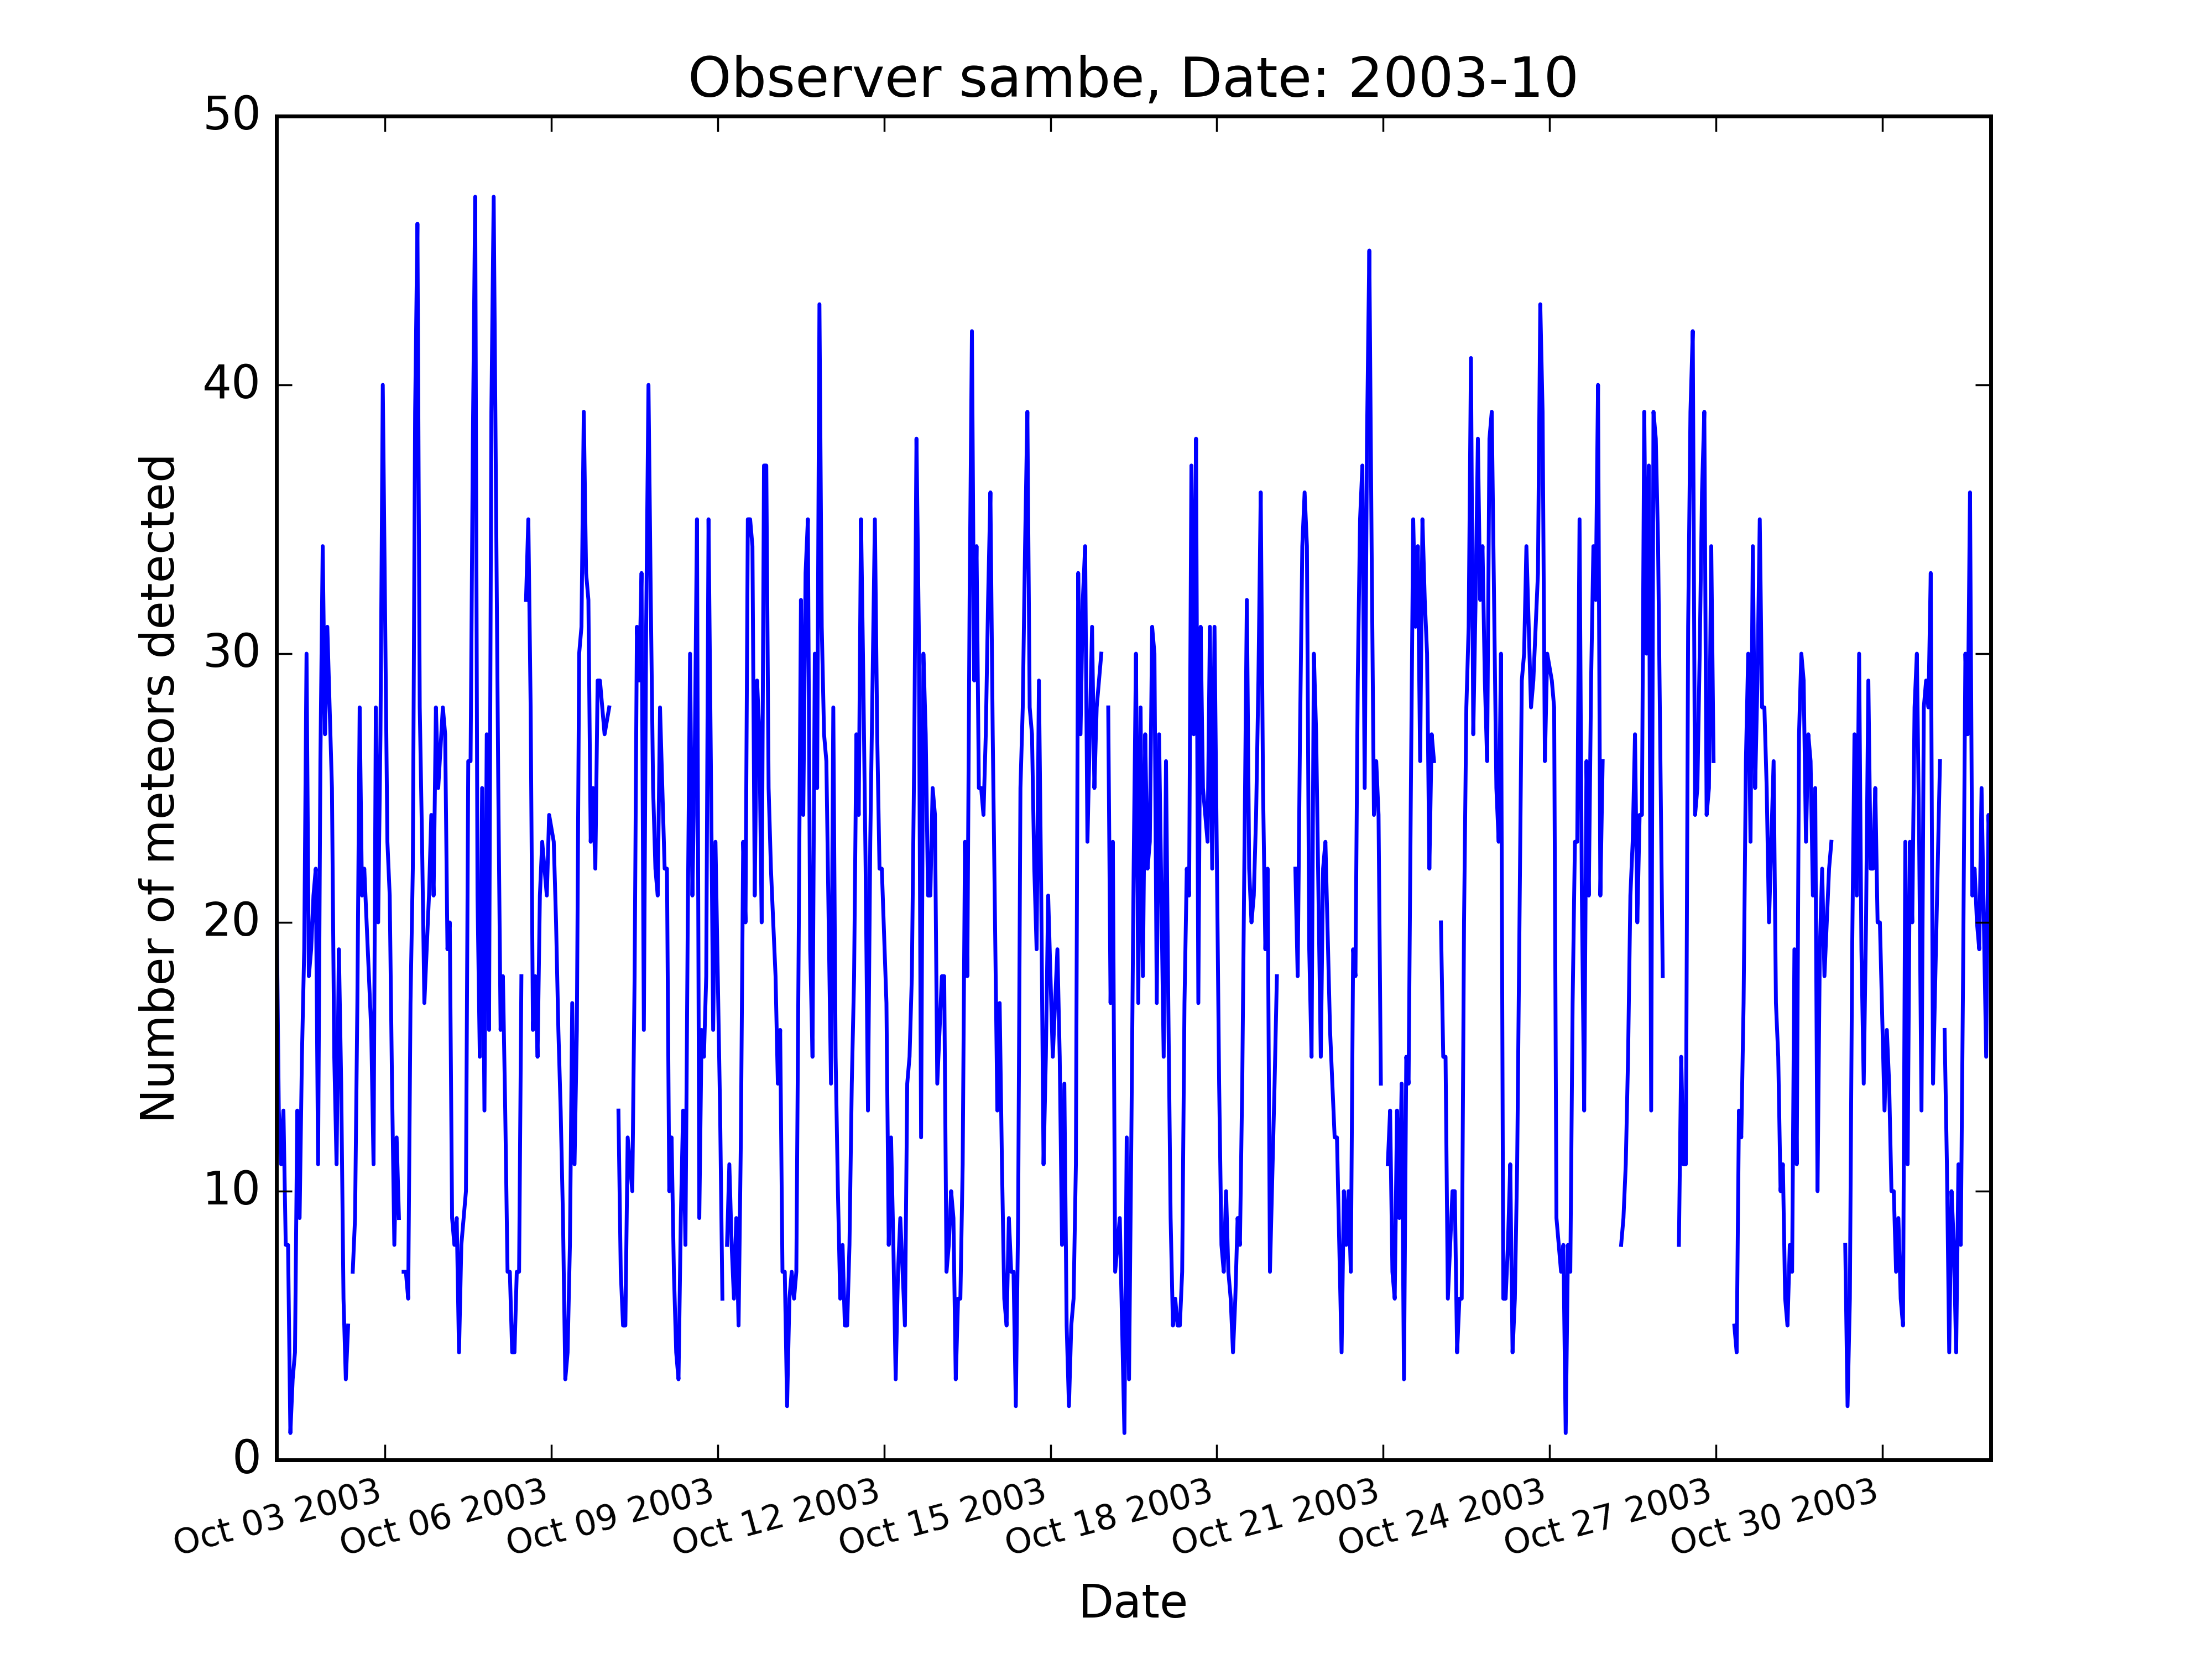 Observer sambe, Date: 2003-10
50
40
30
20
10
0
Number of meteors detected
Oct 03 2003
Oct 06 2003
Oct 09 2003
Oct 12 2003
Oct 15 2003
Oct 18 2003
Oct 21 2003
Oct 24 2003
Oct 27 2003
Oct 30 2003
Date